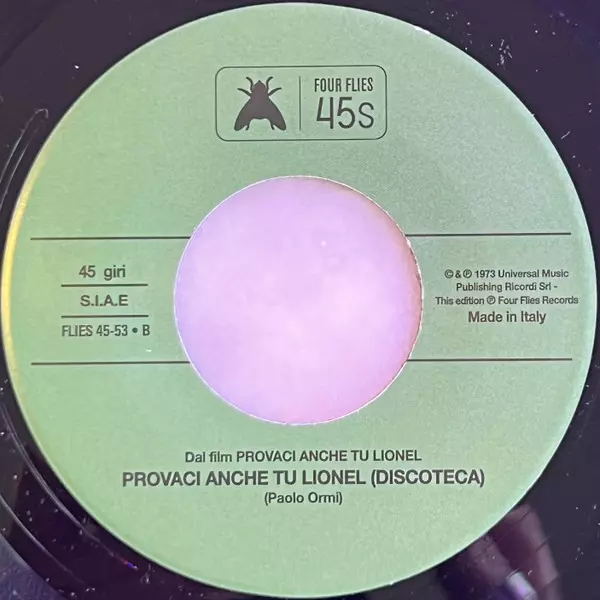 FOUR FLIES
45s
45 giri
S.I.A.E
FLIES 45-53 • B
© & ℗ 1973 Universal Music
Publishing Ricordi Srl -
This edition ℗ Four Flies Records
Made in Italy
Dal film PROVACI ANCHE TU LIONEL
PROVACI ANCHE TU LIONEL (DISCOTECA)
(Paolo Ormi)